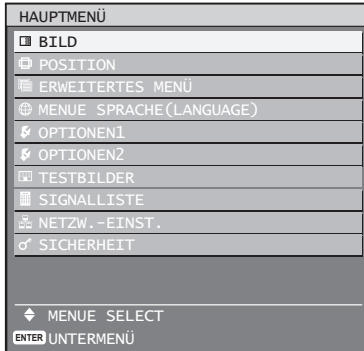 HAUPTMENÜ
BILD
POSITION
ERWEITERTES MENÜ
MENUE SPRACHE(LANGUAGE)
OPTIONEN1
OPTIONEN2
TESTBILDER
SIGNALLISTE
NETZW.-EINST.
SICHERHEIT
MENUE SELECT
ENTER UNTERMENÜ